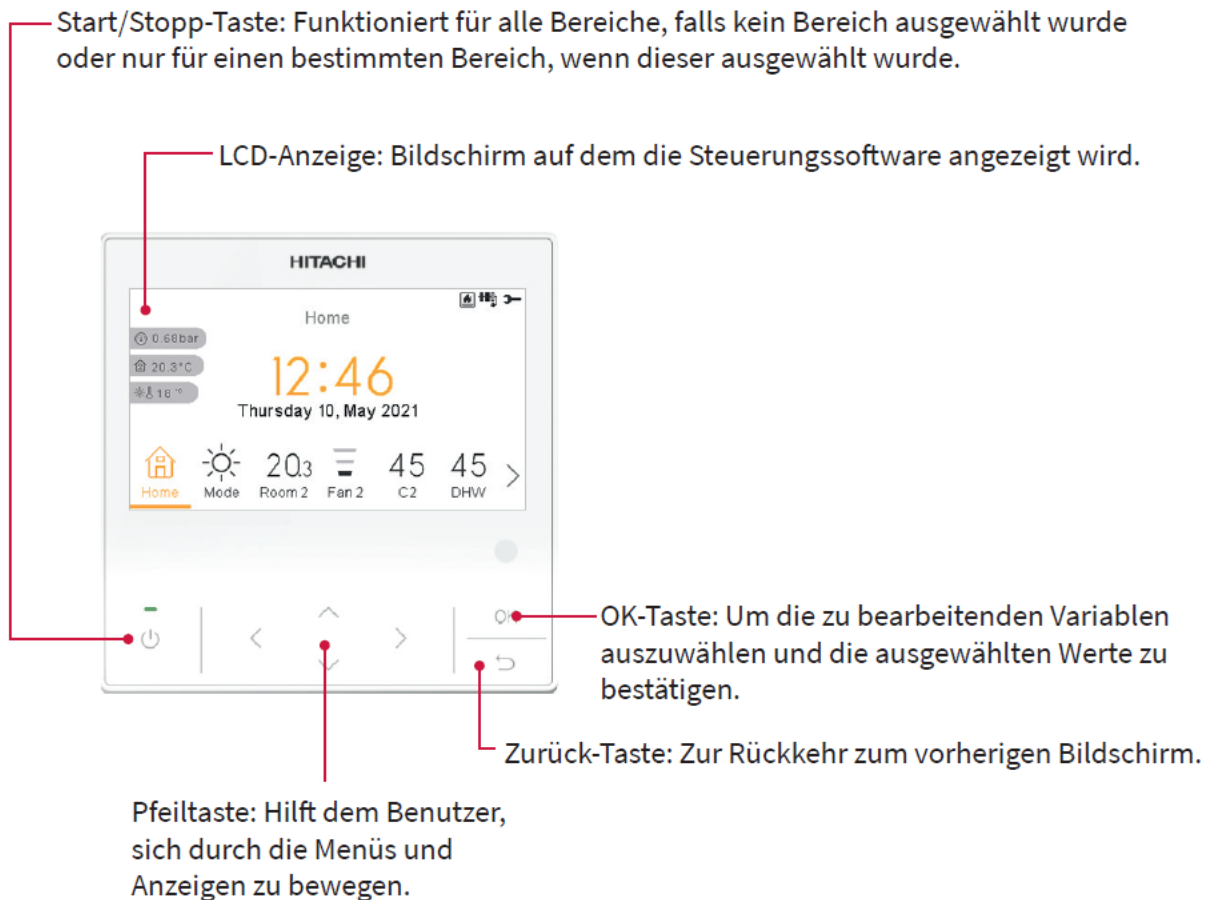 Start/Stopp-Taste: Funktioniert für alle Bereiche, falls kein Bereich ausgewählt wurde
oder nur für einen bestimmten Bereich, wenn dieser ausgewählt wurde.
LCD-Anzeige: Bildschirm auf dem die Steuerungssoftware angezeigt wird.
HITACHI
Home
0.68bar
20.3°C
18 °C
12:46
Thursday 10, May 2021
20.3 45 45
Home Mode Room 2 Fan 2 C2 DHW
OK-Taste: Um die zu bearbeitenden Variablen
auszuwählen und die ausgewählten Werte zu
bestätigen.
Zurück-Taste: Zur Rückkehr zum vorherigen Bildschirm.
Pfeiltaste: Hilft dem Benutzer,
sich durch die Menüs und
Anzeigen zu bewegen.